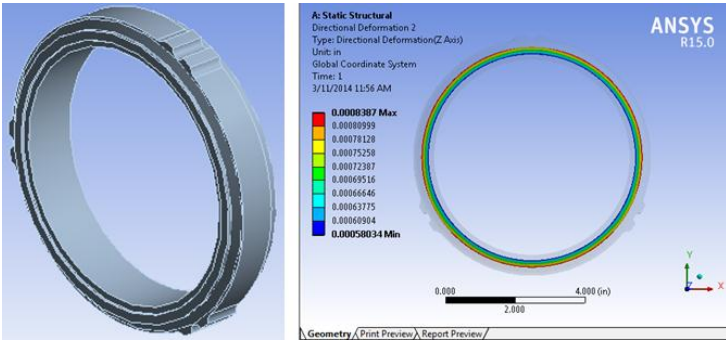 A: Static Structural
Directional Deformation 2
Type: Directional Deformation(Z Axis)
Unit: in
Global Coordinate System
Time: 1
3/11/2014 11:56 AM
ANSYS
R15.0
0.0008387 Max
0.00080999
0.00078128
0.00075258
0.00072387
0.00069516
0.00066646
0.00063775
0.00060904
0.00058034 Min
Y
X
Z
0.000
4.000 (in)
2.000
Geometry Print Preview Report Preview